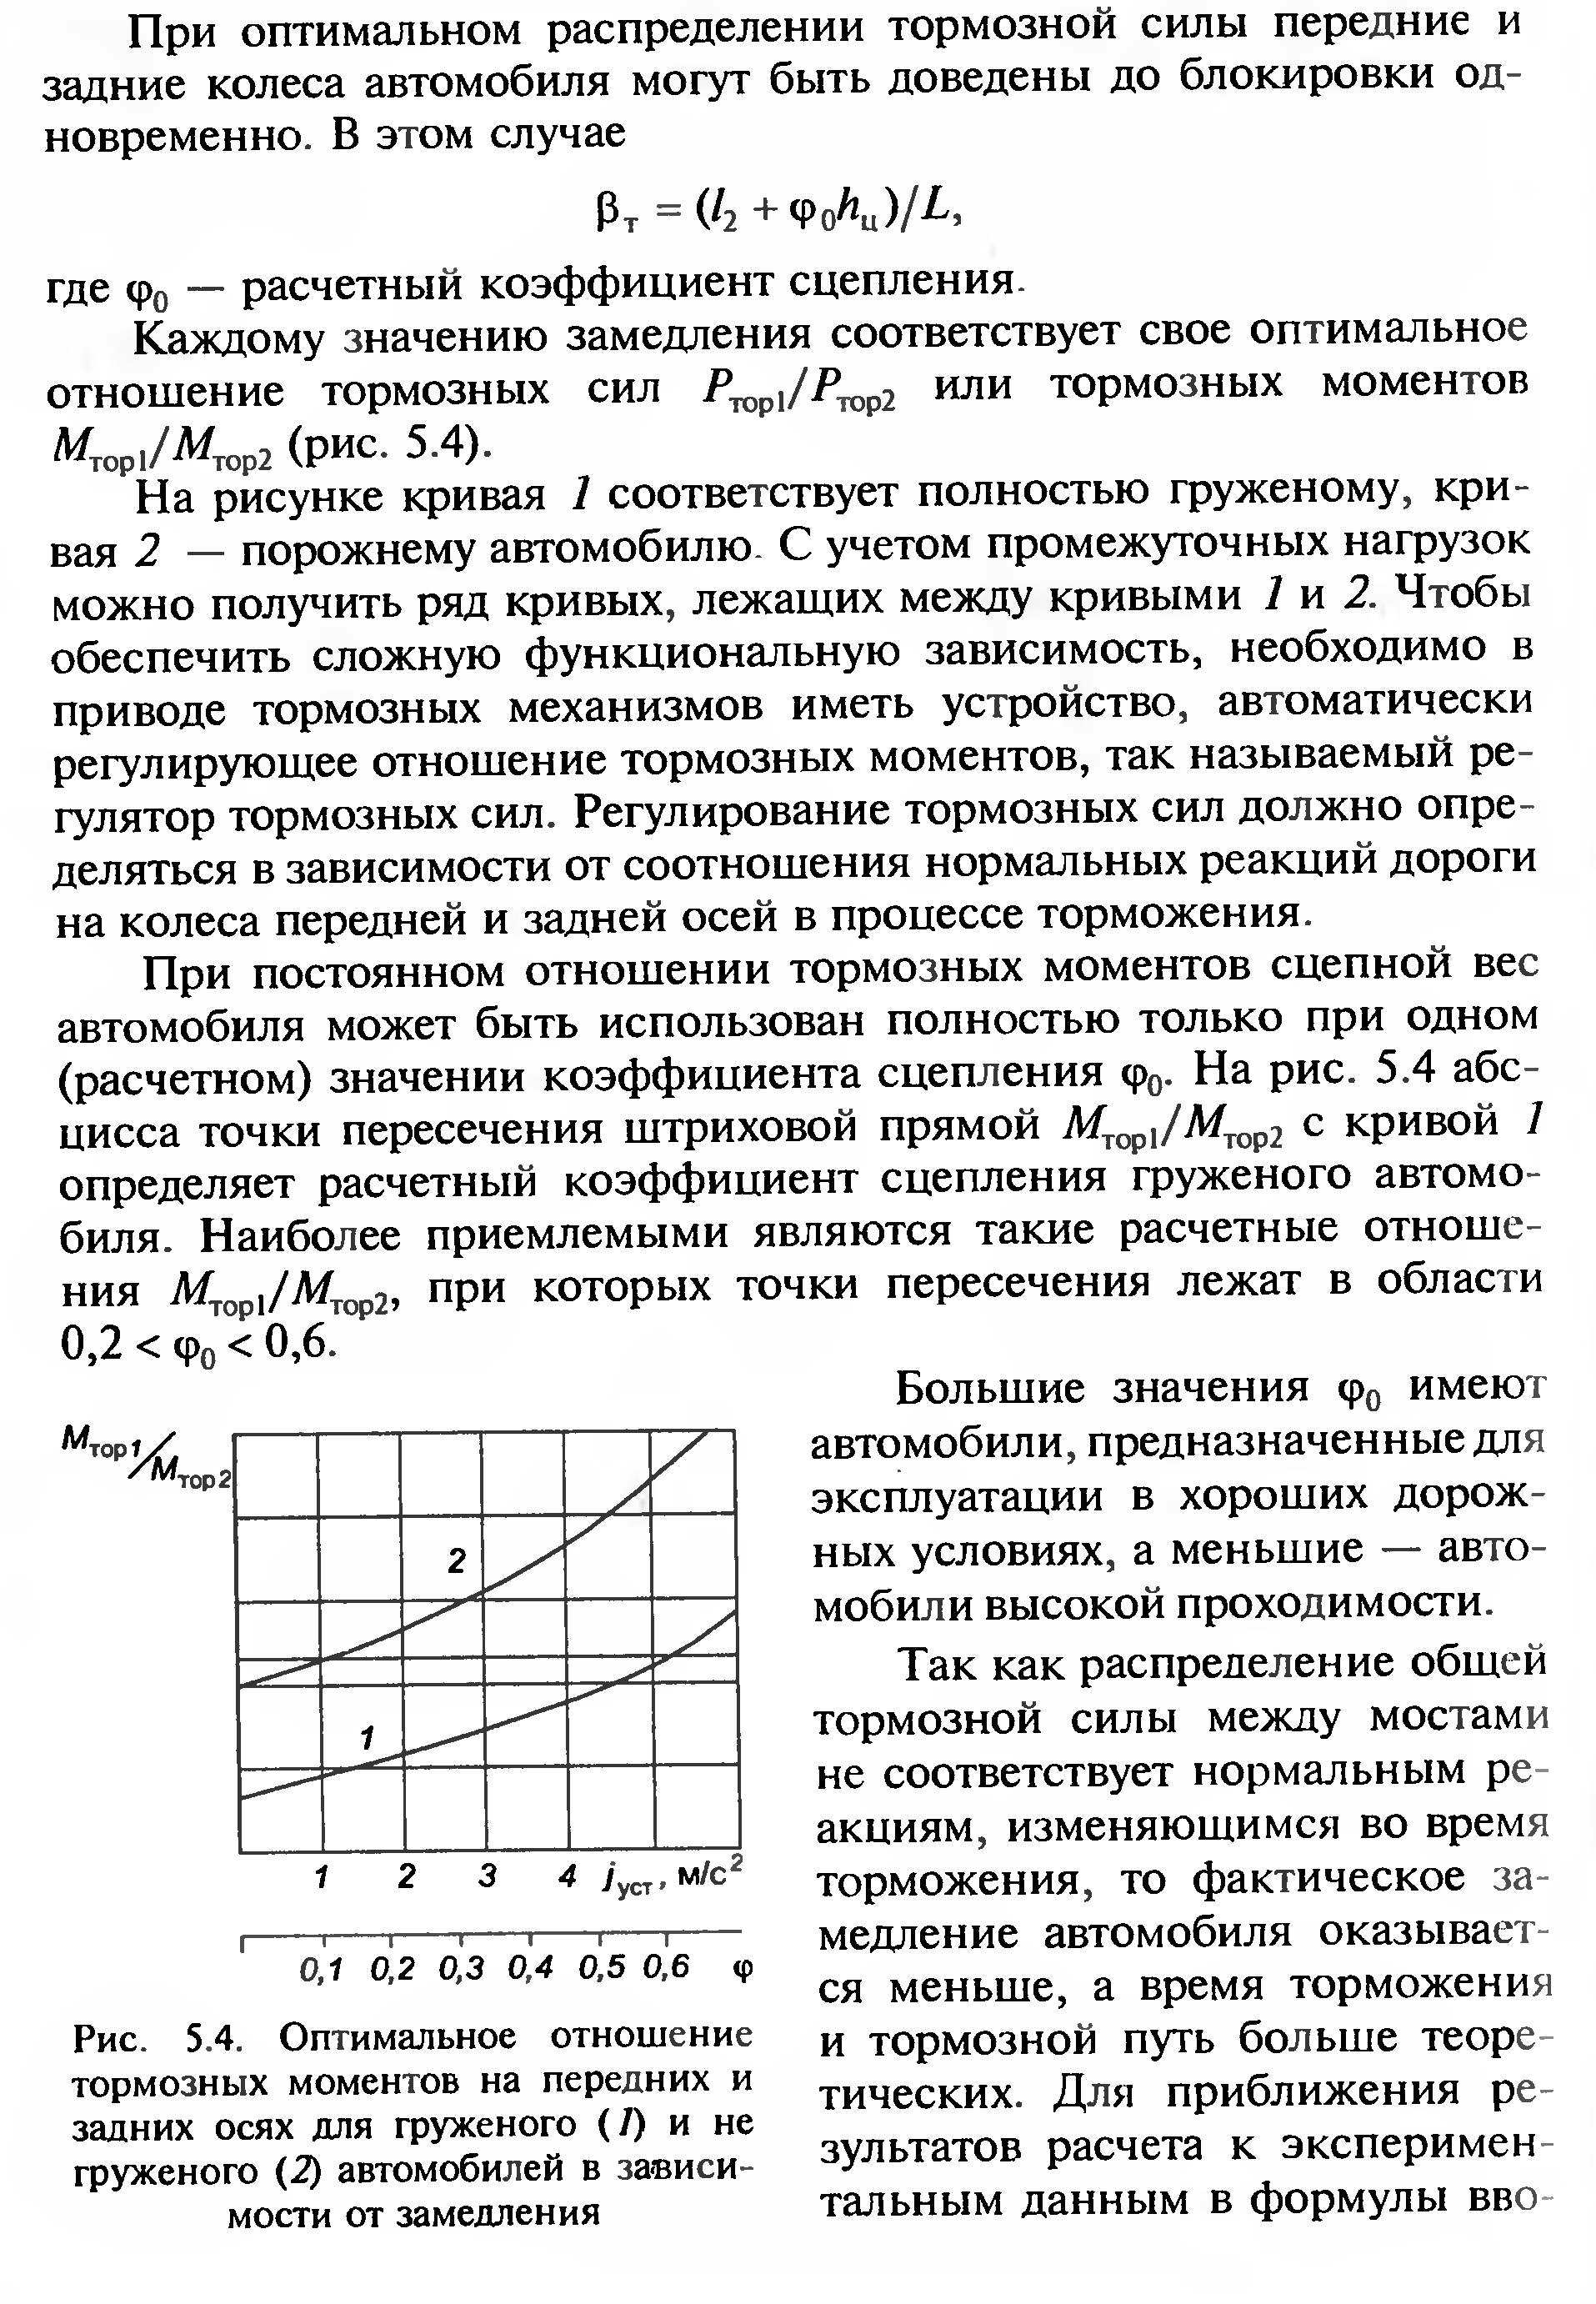 При оптимальном распределении тормозной силы передние и
задние колеса автомобиля могут быть доведены до блокировки од-
новременно. В этом случае
βт = (l₂ + φ₀hц)/L,
где φ₀ — расчетный коэффициент сцепления.
Каждому значению замедления соответствует свое оптимальное
отношение тормозных сил Pтор1/Pтор2 или тормозных моментов
Mтор1/Mтор2 (рис. 5.4).
На рисунке кривая 1 соответствует полностью груженому, кри-
вая 2 — порожнему автомобилю. С учетом промежуточных нагрузок
можно получить ряд кривых, лежащих между кривыми 1 и 2. Чтобы
обеспечить сложную функциональную зависимость, необходимо в
приводе тормозных механизмов иметь устройство, автоматически
регулирующее отношение тормозных моментов, так называемый ре-
гулятор тормозных сил. Регулирование тормозных сил должно опре-
деляться в зависимости от соотношения нормальных реакций дороги
на колеса передней и задней осей в процессе торможения.
При постоянном отношении тормозных моментов сцепной вес
автомобиля может быть использован полностью только при одном
(расчетном) значении коэффициента сцепления φ₀. На рис. 5.4 абс-
цисса точки пересечения штриховой прямой Mтор1/Mтор2 с кривой 1
определяет расчетный коэффициент сцепления груженого автомо-
биля. Наиболее приемлемыми являются такие расчетные отноше-
ния Mтор1/Mтор2, при которых точки пересечения лежат в области
0,2 < φ₀ < 0,6.
Mтор1/Mтор2
2
1
1 2 3 4 jуст, м/с²
0,1 0,2 0,3 0,4 0,5 0,6 φ
Рис. 5.4. Оптимальное отношение
тормозных моментов на передних и
задних осях для груженого (1) и не
груженого (2) автомобилей в зависи-
мости от замедления
Большие значения φ₀ имеют
автомобили, предназначенные для
эксплуатации в хороших дорож-
ных условиях, а меньшие — авто-
мобили высокой проходимости.
Так как распределение общей
тормозной силы между мостами
не соответствует нормальным ре-
акциям, изменяющимся во время
торможения, то фактическое за-
медление автомобиля оказывает-
ся меньше, а время торможения
и тормозной путь больше теоре-
тических. Для приближения ре-
зультатов расчета к эксперимен-
тальным данным в формулы вво-